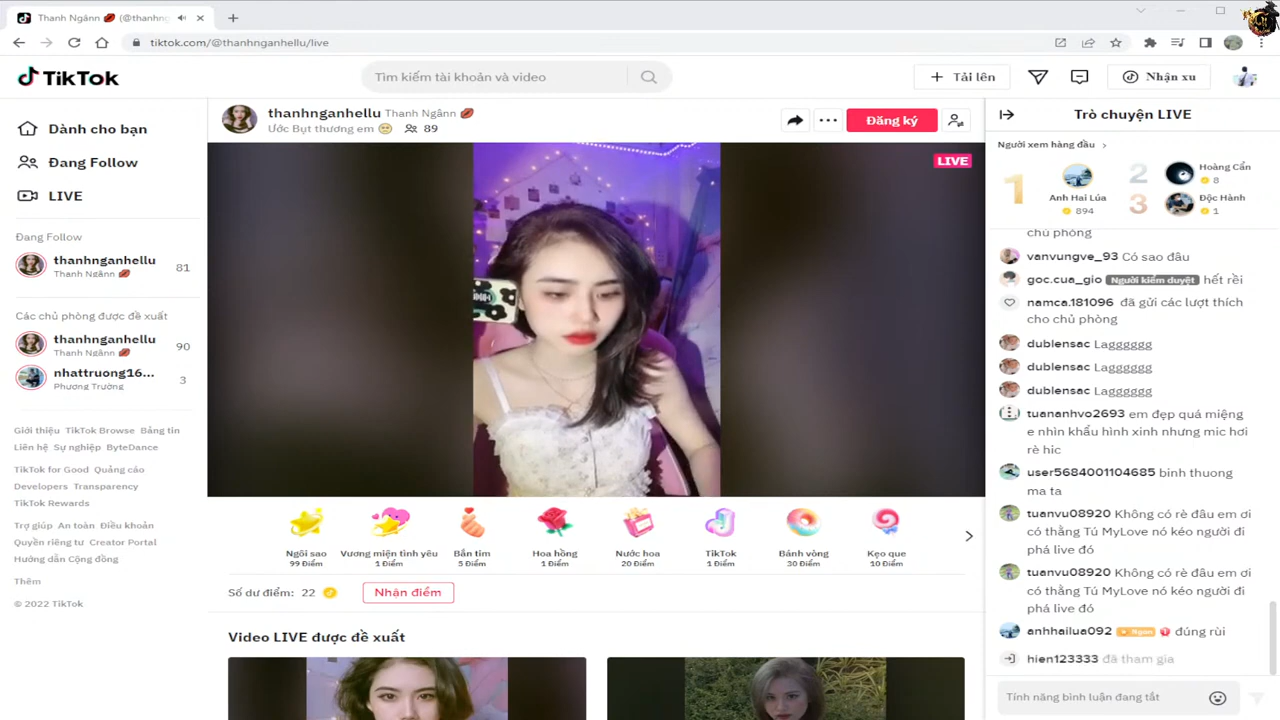 Thanh Ngânn 💋 (@thanhng
tiktok.com/@thanhnganhellu/live
TikTok
Tìm kiếm tài khoản và video
Tải lên
Nhận xu
Dành cho bạn
Đang Follow
LIVE
Đang Follow
thanhnganhellu
Thanh Ngânn 💋
81
Các chủ phòng được đề xuất
thanhnganhellu
Thanh Ngânn 💋
90
nhattruong16...
Phương Trường
3
Giới thiệu TikTok Browse Bảng tin
Liên hệ Sự nghiệp ByteDance
TikTok for Good Quảng cáo
Developers Transparency
TikTok Rewards
Trợ giúp An toàn Điều khoản
Quyền riêng tư Creator Portal
Hướng dẫn Cộng đồng
Thêm
© 2022 TikTok
thanhnganhellu Thanh Ngânn 💋
Ước Bụt thương em 🥺 89
Đăng ký
LIVE
Ngôi sao
99 Điểm
Vương miện tình yêu
1 Điểm
Bắn tim
5 Điểm
Hoa hồng
1 Điểm
Nước hoa
20 Điểm
TikTok
1 Điểm
Bánh vòng
30 Điểm
Kẹo que
10 Điểm
Số dư điểm: 22
Nhận điểm
Video LIVE được đề xuất
Trò chuyện LIVE
Người xem hàng đầu
1
Anh Hai Lúa
894
2
Hoàng Cẩn
8
3
Độc Hành
1
chủ phòng
vanvungve_93 Có sao đâu
goc.cua_gio Người kiểm duyệt hết rồi
namca.181096 đã gửi các lượt thích
cho chủ phòng
dublensac Lagggggg
dublensac Lagggggg
dublensac Lagggggg
tuananhvo2693 em đẹp quá miệng
e nhìn khẩu hình xinh nhưng mic hơi
rè hic
user5684001104685 binh thuong
ma ta
tuanvu08920 Không có rè đâu em ơi
có thằng Tú MyLove nó kéo người đi
phá live đó
tuanvu08920 Không có rè đâu em ơi
có thằng Tú MyLove nó kéo người đi
phá live đó
anhhailua092 Ngân đúng rùi
hien123333 đã tham gia
Tính năng bình luận đang tắt